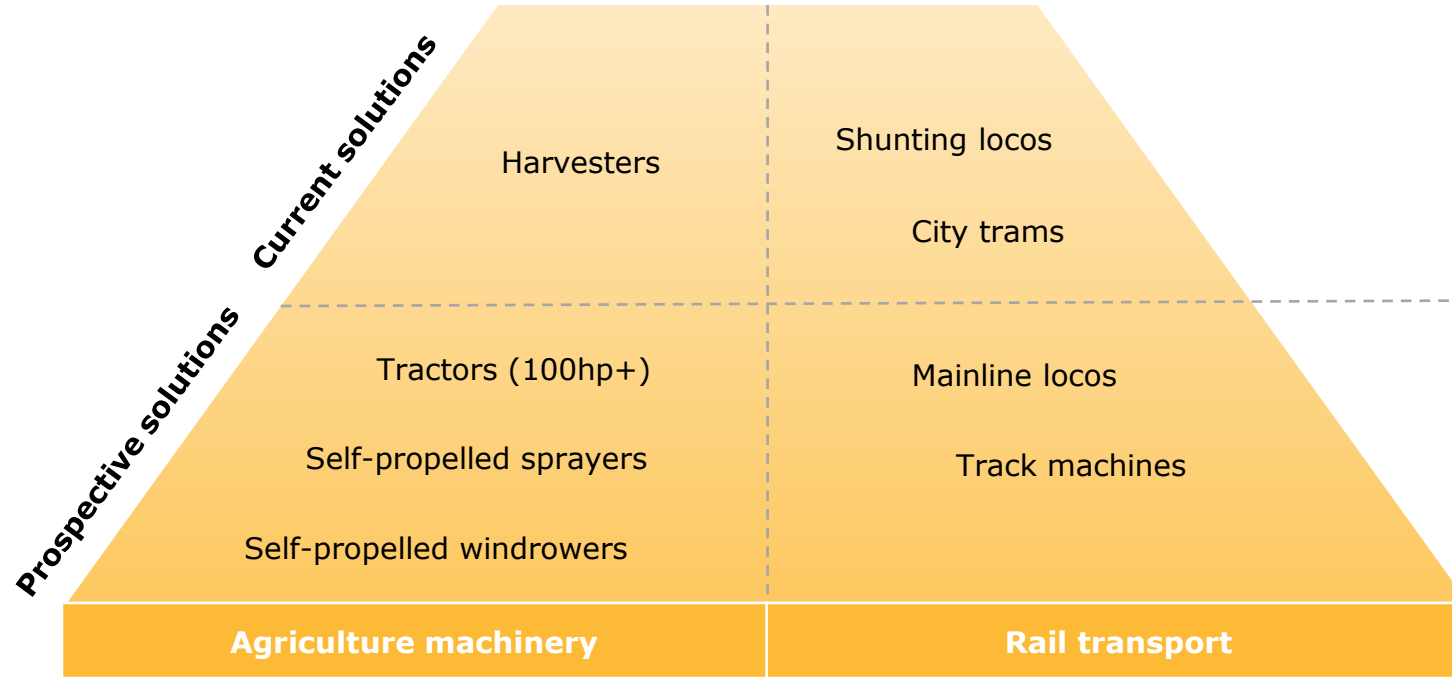 Current solutions
Harvesters
Shunting locos
City trams
Prospective solutions
Tractors (100hp+)
Self-propelled sprayers
Self-propelled windrowers
Mainline locos
Track machines
Agriculture machinery
Rail transport